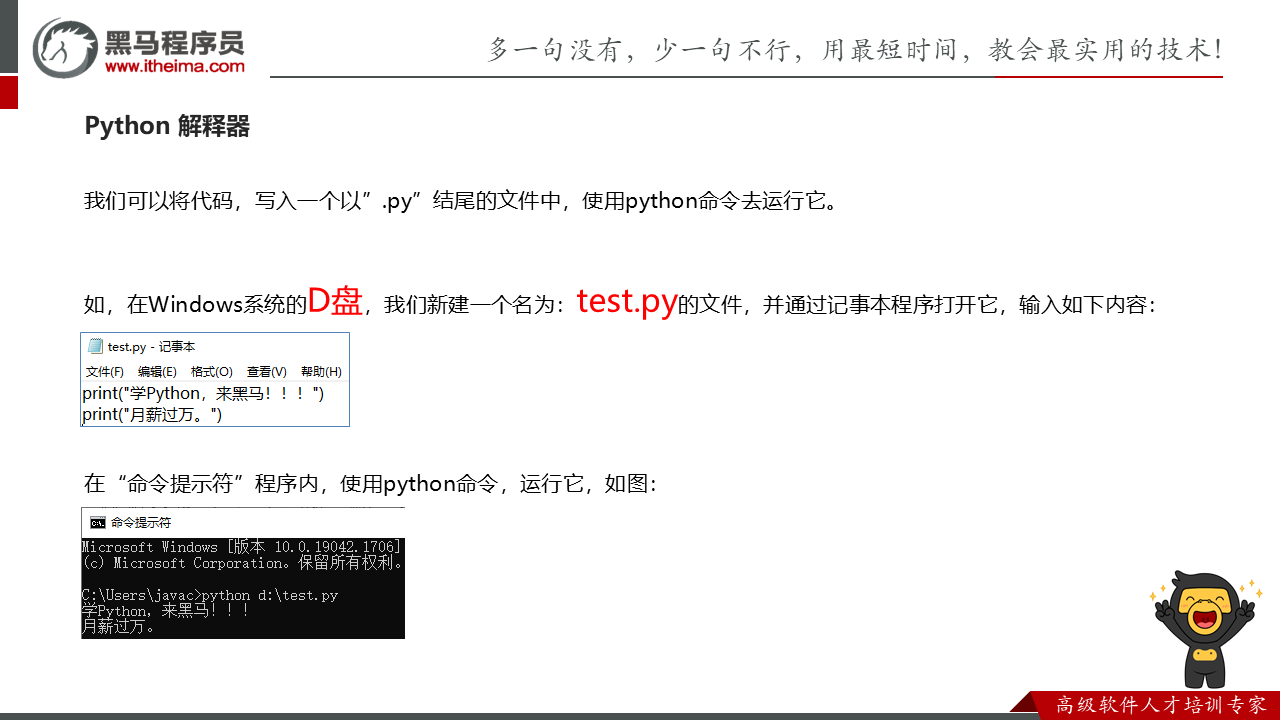 黑马程序员
www.itheima.com
多一句没有，少一句不行，用最短时间，教会最实用的技术！
Python 解释器
我们可以将代码，写入一个以”.py”结尾的文件中，使用python命令去运行它。
如，在Windows系统的D盘，我们新建一个名为：test.py的文件，并通过记事本程序打开它，输入如下内容：
test.py - 记事本
文件(F) 编辑(E) 格式(O) 查看(V) 帮助(H)
print("学Python，来黑马！！！")
print("月薪过万。")
在“命令提示符”程序内，使用python命令，运行它，如图：
命令提示符
Microsoft Windows [版本 10.0.19042.1706]
(c) Microsoft Corporation。保留所有权利。
C:\Users\javac>python d:\test.py
学Python，来黑马！！！
月薪过万。
高级软件人才培训专家